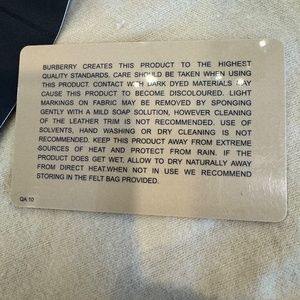 BURBERRY CREATES THIS PRODUCT TO THE HIGHEST
QUALITY STANDARDS. CARE SHOULD BE TAKEN WHEN USING
THIS PRODUCT. CONTACT WITH DARK DYED MATERIALS MAY
CAUSE THIS PRODUCT TO BECOME DISCOLOURED. LIGHT
MARKINGS ON FABRIC MAY BE REMOVED BY SPONGING
GENTLY WITH A MILD SOAP SOLUTION, HOWEVER CLEANING
OF THE LEATHER TRIM IS NOT RECOMMENDED. USE OF
SOLVENTS, HAND WASHING OR DRY CLEANING IS NOT
RECOMMENDED. KEEP THIS PRODUCT AWAY FROM EXTREME
SOURCES OF HEAT AND PROTECT FROM RAIN. IF THE
PRODUCT DOES GET WET, ALLOW TO DRY NATURALLY AWAY
FROM DIRECT HEAT.WHEN NOT IN USE WE RECOMMEND
STORING IN THE FELT BAG PROVIDED.
QA 10